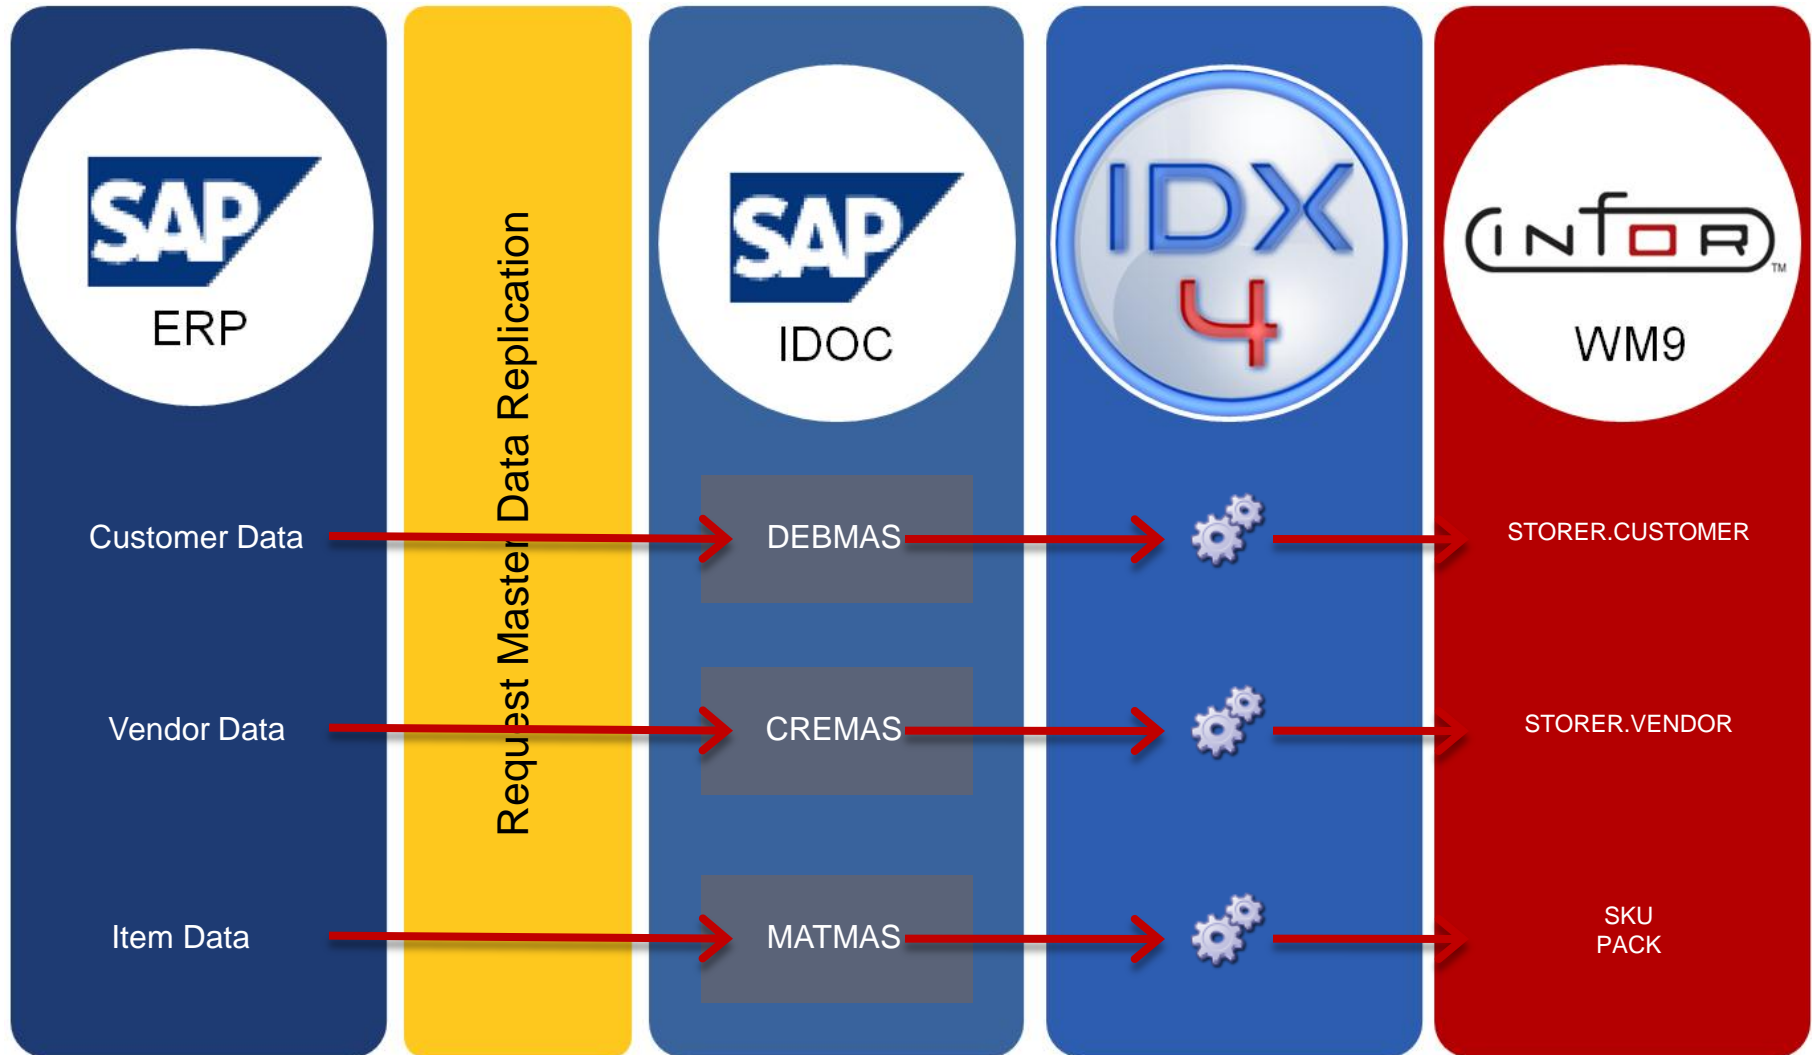 SAP
ERP
Request Master Data Replication
SAP
IDOC
IDX
4
infor
TM
WM9
Customer Data
DEBMAS
STORER.CUSTOMER
Vendor Data
CREMAS
STORER.VENDOR
Item Data
MATMAS
SKU
PACK